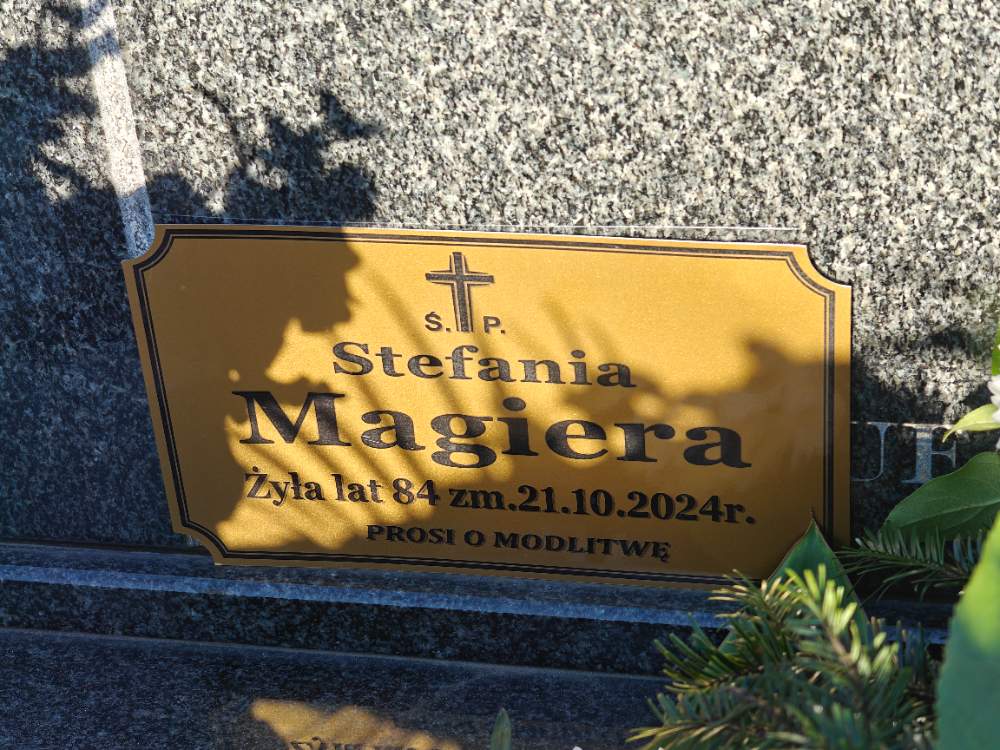 Ś. P.
Stefania
Magiera
Żyła lat 84 zm.21.10.2024r.
PROSI O MODLITWĘ